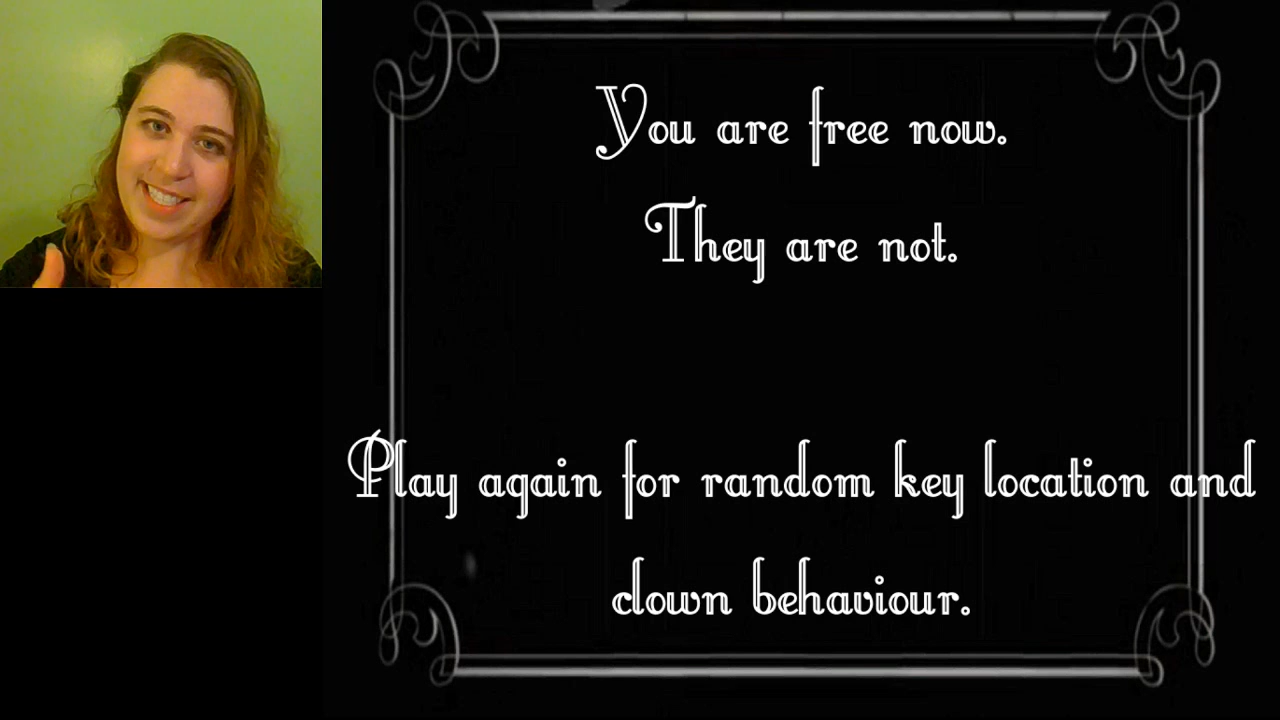 You are free now.
They are not.
Play again for random key location and
clown behaviour.